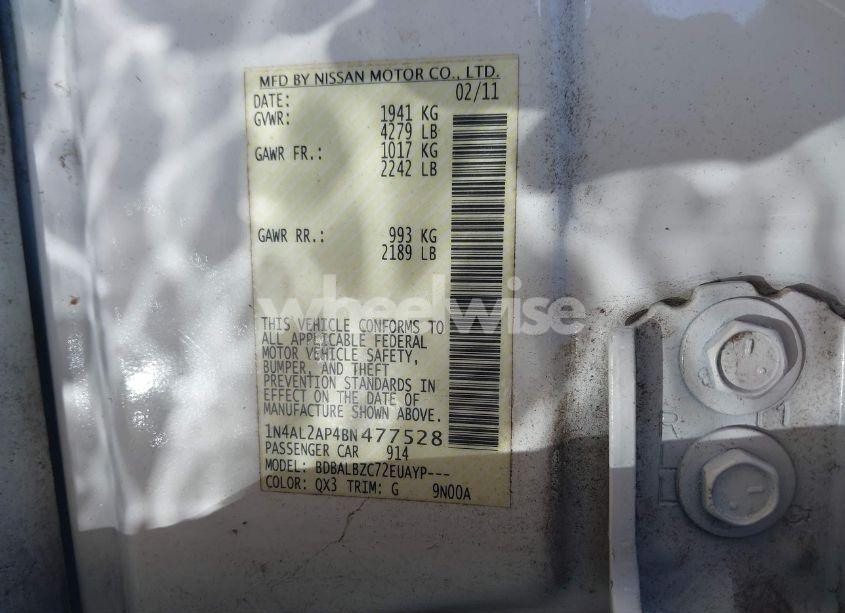 MFD BY NISSAN MOTOR CO., LTD.
DATE: 02/11
GVWR: 1941 KG
4279 LB
GAWR FR.: 1017 KG
2242 LB
GAWR RR.: 993 KG
2189 LB
wheelwise
THIS VEHICLE CONFORMS TO
ALL APPLICABLE FEDERAL
MOTOR VEHICLE SAFETY,
BUMPER, AND THEFT
PREVENTION STANDARDS IN
EFFECT ON THE DATE OF
MANUFACTURE SHOWN ABOVE.
1N4AL2AP4BN477528
PASSENGER CAR 914
MODEL: BDBALBZC72EUAYP---
COLOR: QX3 TRIM: G 9N00A